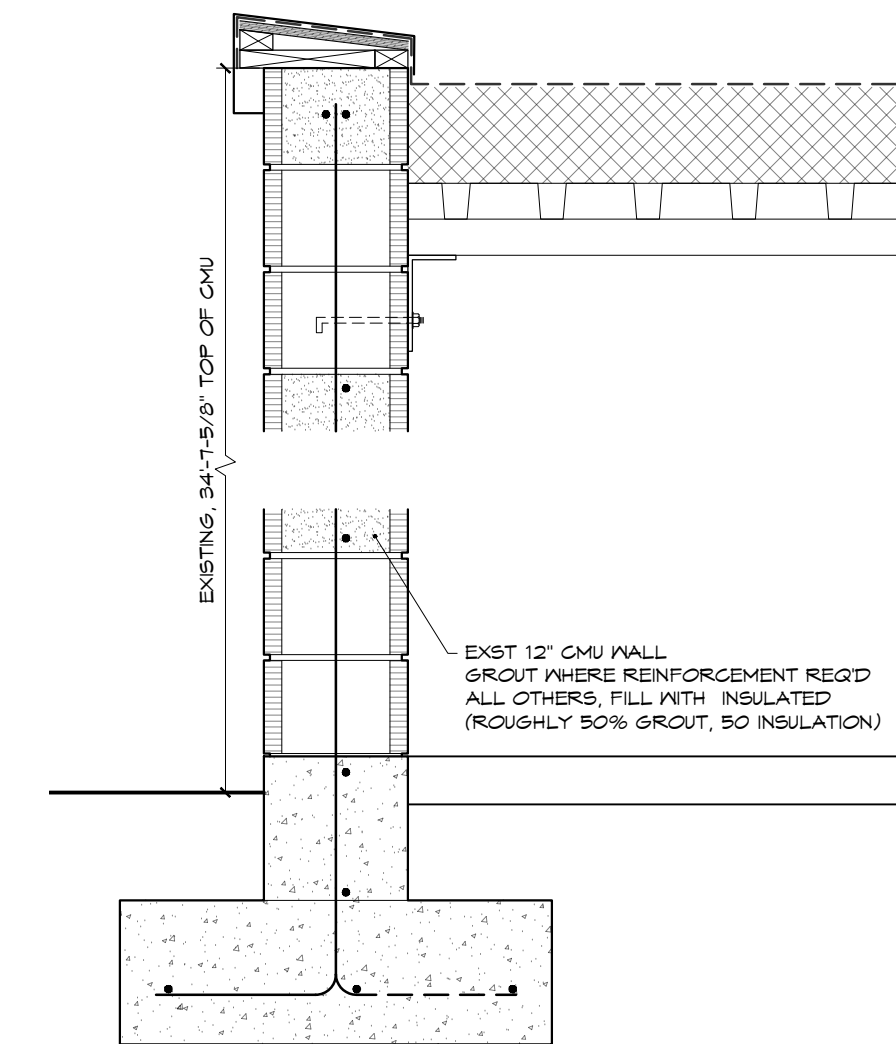 EXISTING, 34'-7-5/8" TOP OF CMU
EXST 12" CMU WALL
GROUT WHERE REINFORCEMENT REQ'D
ALL OTHERS, FILL WITH INSULATED
(ROUGHLY 50% GROUT, 50 INSULATION)